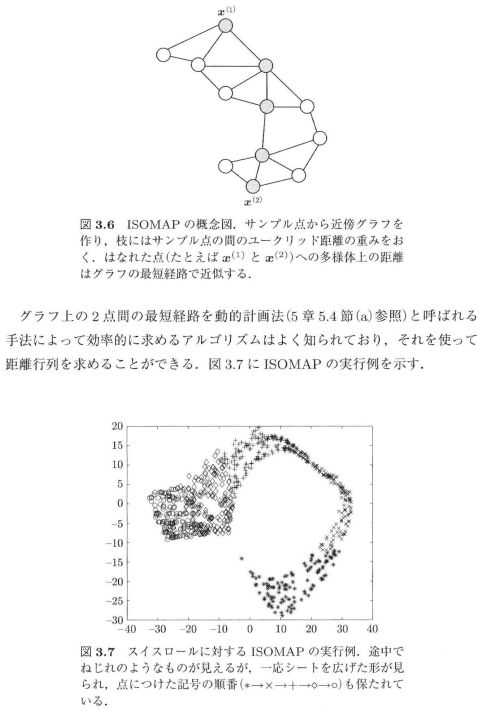 x(1)
x(2)
図 3.6 ISOMAP の概念図．サンプル点から近傍グラフを
作り，枝にはサンプル点の間のユークリッド距離の重みをお
く．はなれた点(たとえば x(1) と x(2))への多様体上の距離
はグラフの最短経路で近似する．
グラフ上の 2 点間の最短経路を動的計画法(5 章 5.4 節(a)参照)と呼ばれる
手法によって効率的に求めるアルゴリズムはよく知られており，それを使って
距離行列を求めることができる．図 3.7 に ISOMAP の実行例を示す．
20
15
10
5
0
−5
−10
−15
−20
−25
−30
−40 −30 −20 −10 0 10 20 30 40
図 3.7 スイスロールに対する ISOMAP の実行例．途中で
ねじれのようなものが見えるが，一応シートを広げた形が見
られ，点につけた記号の順番(∗→×→+→◇→○)も保たれて
いる．